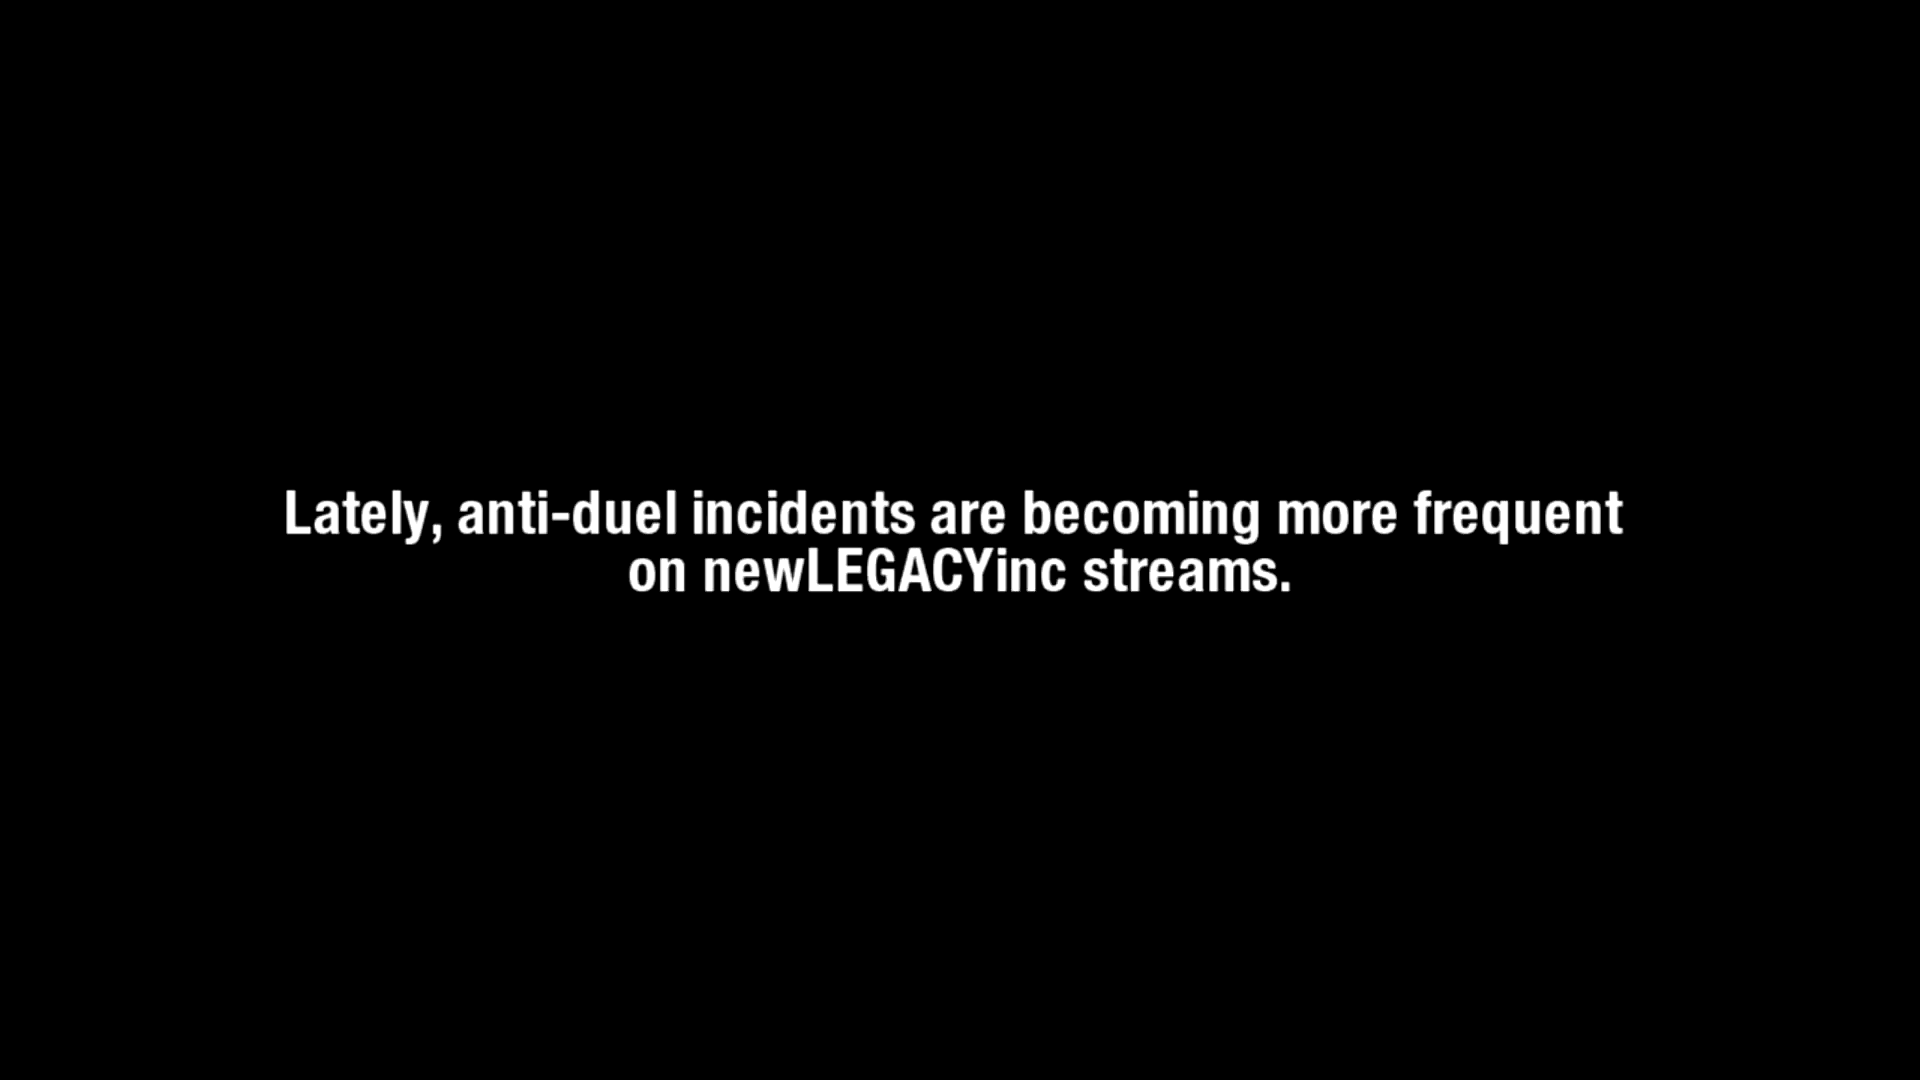 Lately, anti-duel incidents are becoming more frequent
on newLEGACYinc streams.